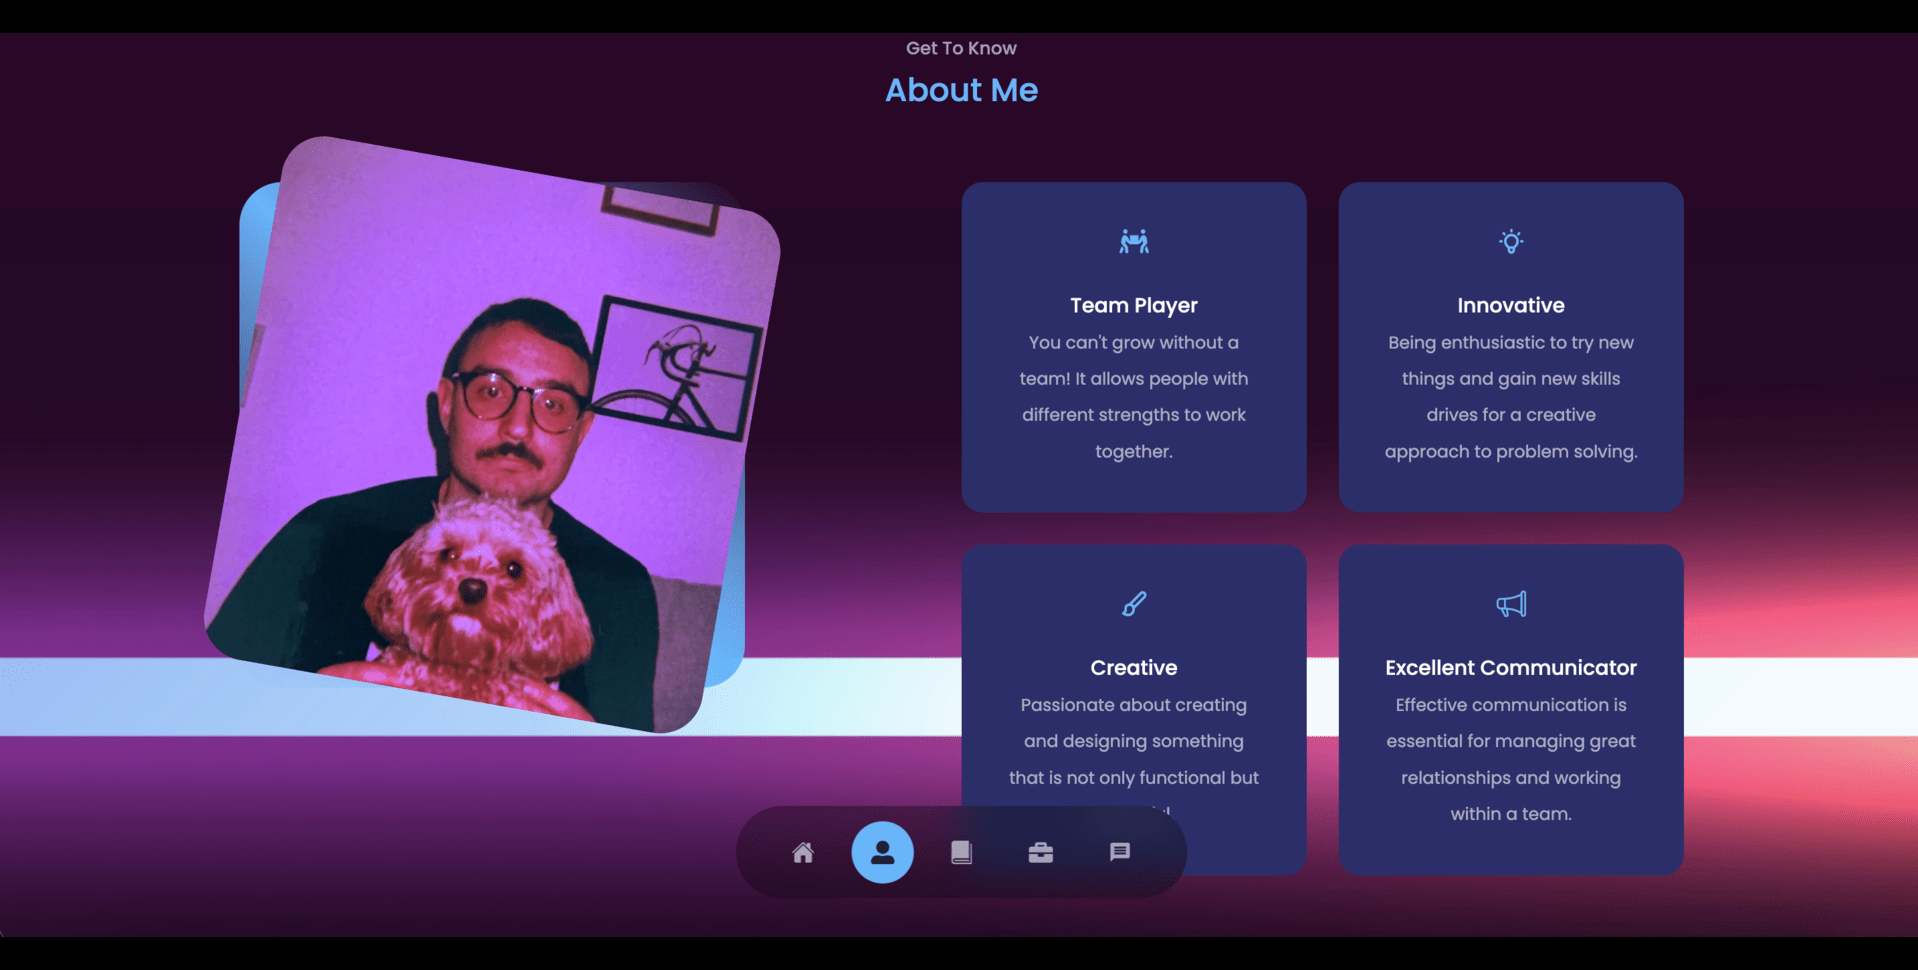 Get To Know
About Me
Team Player
You can't grow without a
team! It allows people with
different strengths to work
together.
Innovative
Being enthusiastic to try new
things and gain new skills
drives for a creative
approach to problem solving.
Creative
Passionate about creating
and designing something
that is not only functional but
Excellent Communicator
Effective communication is
essential for managing great
relationships and working
within a team.